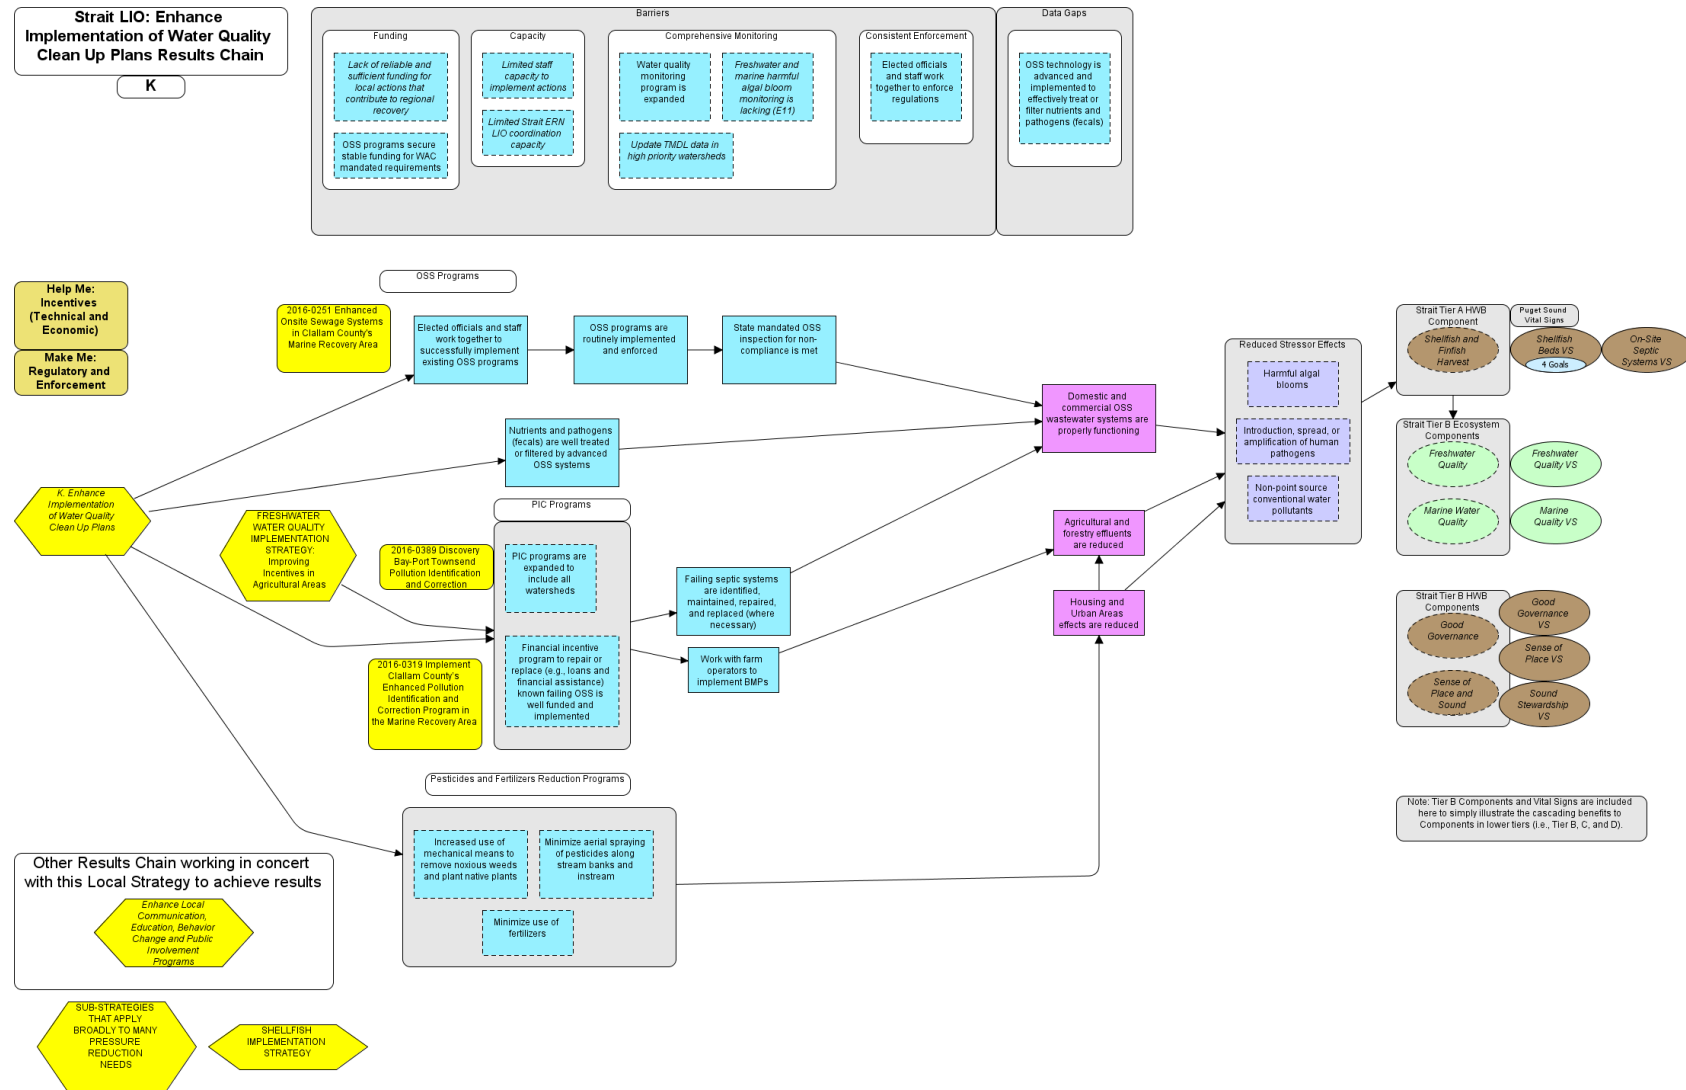 Strait LIO: Enhance
Implementation of Water Quality
Clean Up Plans Results Chain
K
Barriers
Funding
Lack of reliable and
sufficient funding for
local actions that
contribute to regional
recovery
OSS programs secure
stable funding for WAC
mandated requirements
Capacity
Limited staff
capacity to
implement actions
Limited Strait ERN
LIO coordination
capacity
Comprehensive Monitoring
Water quality
monitoring
program is
expanded
Freshwater and
marine harmful
algal bloom
monitoring is
lacking (E11)
Update TMDL data in
high priority watersheds
Consistent Enforcement
Elected officials
and staff work
together to enforce
regulations
Data Gaps
OSS technology is
advanced and
implemented to
effectively treat or
filter nutrients and
pathogens (fecals)
Help Me:
Incentives
(Technical and
Economic)
Make Me:
Regulatory and
Enforcement
OSS Programs
2016-0251 Enhanced
Onsite Sewage Systems
in Clallam County's
Marine Recovery Area
Elected officials and staff
work together to
successfully implement
existing OSS programs
OSS programs are
routinely implemented
and enforced
State mandated OSS
inspection for non-
compliance is met
Nutrients and pathogens
(fecals) are well treated
or filtered by advanced
OSS systems
Domestic and
commercial OSS
wastewater systems are
properly functioning
K. Enhance
Implementation
of Water Quality
Clean Up Plans
FRESHWATER
WATER QUALITY
IMPLEMENTATION
STRATEGY:
Improving
Incentives in
Agricultural Areas
PIC Programs
2016-0389 Discovery
Bay-Port Townsend
Pollution Identification
and Correction
PIC programs are
expanded to
include all
watersheds
2016-0319 Implement
Clallam County's
Enhanced Pollution
Identification and
Correction Program in
the Marine Recovery Area
Financial incentive
program to repair or
replace (e.g., loans and
financial assistance)
known failing OSS is
well funded and
implemented
Failing septic systems
are identified,
maintained, repaired,
and replaced (where
necessary)
Work with farm
operators to
implement BMPs
Agricultural and
forestry effluents
are reduced
Housing and
Urban Areas
effects are reduced
Pesticides and Fertilizers Reduction Programs
Increased use of
mechanical means to
remove noxious weeds
and plant native plants
Minimize aerial spraying
of pesticides along
stream banks and
instream
Minimize use of
fertilizers
Reduced Stressor Effects
Harmful algal
blooms
Introduction, spread, or
amplification of human
pathogens
Non-point source
conventional water
pollutants
Strait Tier A HWB
Component
Shellfish and
Finfish
Harvest
Puget Sound
Vital Signs
Shellfish
Beds VS
4 Goals
On-Site
Septic
Systems VS
Strait Tier B Ecosystem
Components
Freshwater
Quality
Freshwater
Quality VS
Marine Water
Quality
Marine
Quality VS
Strait Tier B HWB
Components
Good
Governance
Good
Governance
VS
Sense of
Place VS
Sense of
Place and
Sound
Sound
Stewardship
VS
Note: Tier B Components and Vital Signs are included
here to simply illustrate the cascading benefits to
Components in lower tiers (i.e., Tier B, C, and D).
Other Results Chain working in concert
with this Local Strategy to achieve results
Enhance Local
Communication,
Education, Behavior
Change and Public
Involvement
Programs
SUB-STRATEGIES
THAT APPLY
BROADLY TO MANY
PRESSURE
REDUCTION
NEEDS
SHELLFISH
IMPLEMENTATION
STRATEGY